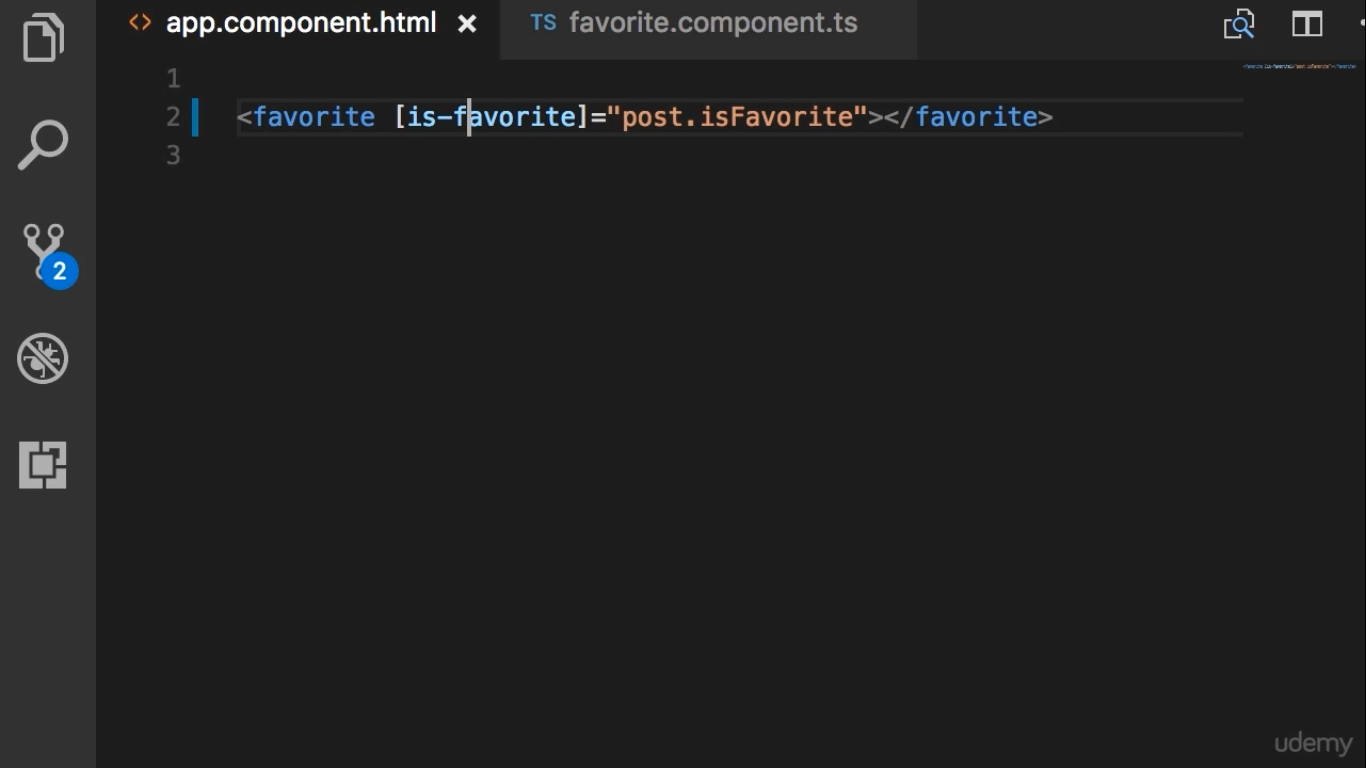 app.component.html
TS favorite.component.ts
1
2 <favorite [is-favorite]="post.isFavorite"></favorite>
3
2
udemy